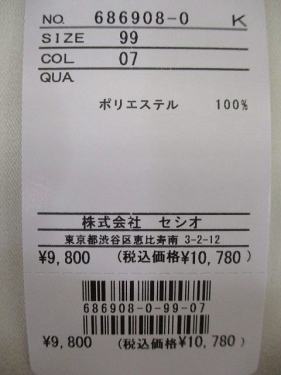 NO. 686908-0 K
SIZE 99
COL 07
QUA
ポリエステル 100%
株式会社 セシオ
東京都渋谷区恵比寿南 3-2-12
¥9,800 (税込価格¥10,780)
686908-0-99-07
¥9,800 (税込価格¥10,780)